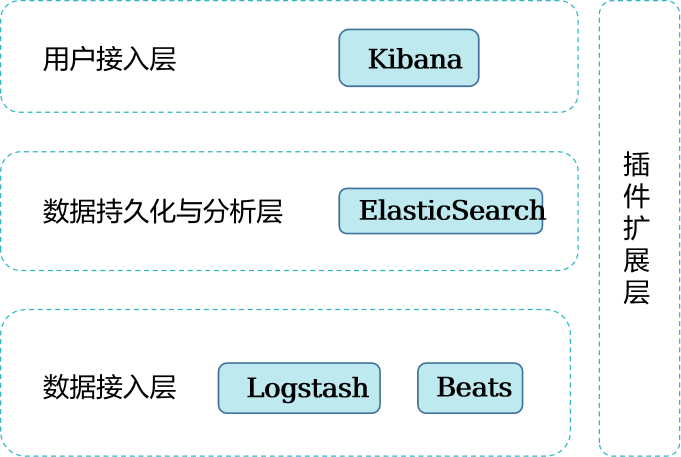 用户接入层
Kibana
数据持久化与分析层
ElasticSearch
数据接入层
Logstash
Beats
插件扩展层